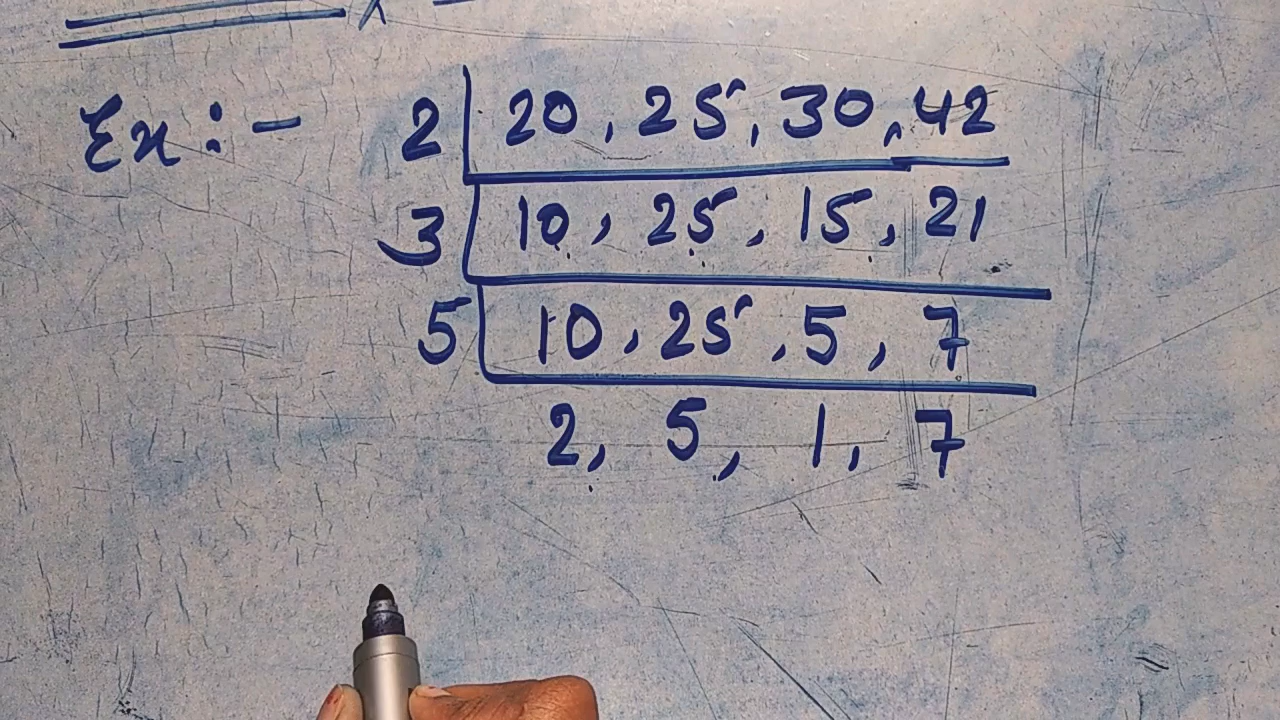 Ex:- 2 20, 25, 30, 42
3 10, 25, 15, 21
5 10, 25, 5, 7
2, 5, 1, 7